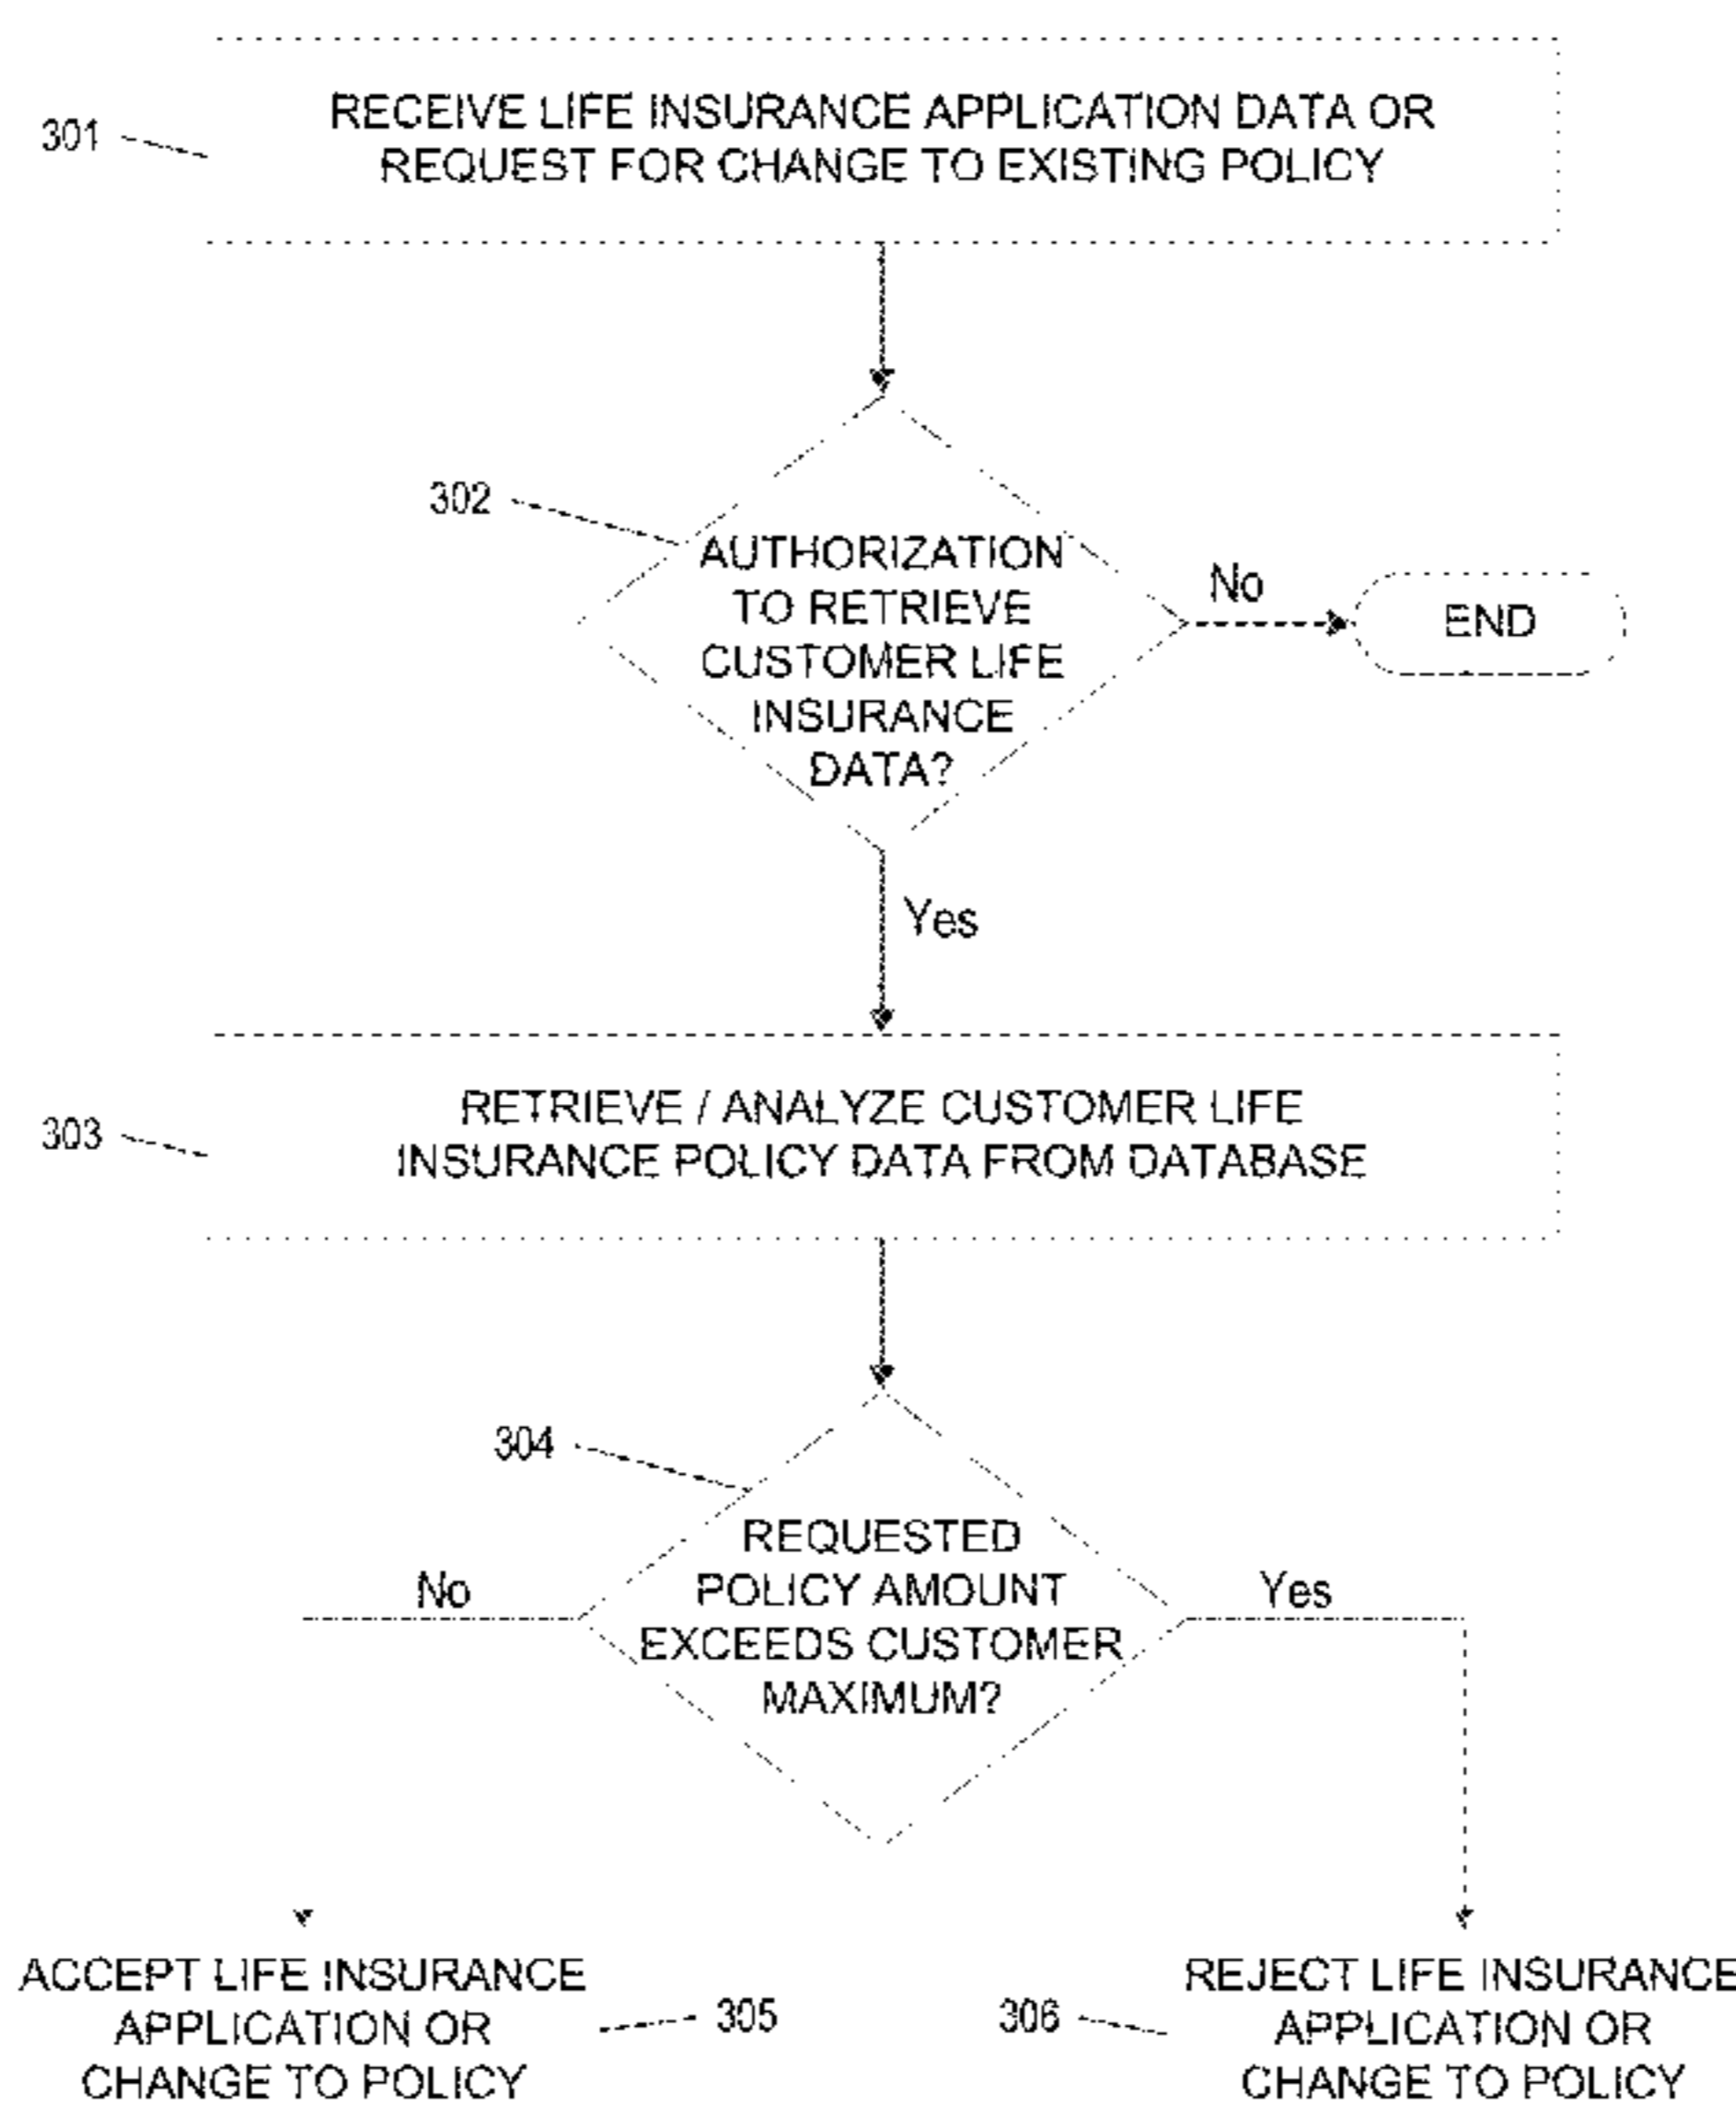 301
RECEIVE LIFE INSURANCE APPLICATION DATA OR
REQUEST FOR CHANGE TO EXISTING POLICY
302
AUTHORIZATION
TO RETRIEVE
CUSTOMER LIFE
INSURANCE
DATA?
No
END
Yes
303
RETRIEVE / ANALYZE CUSTOMER LIFE
INSURANCE POLICY DATA FROM DATABASE
304
REQUESTED
POLICY AMOUNT
EXCEEDS CUSTOMER
MAXIMUM?
No
Yes
ACCEPT LIFE INSURANCE
APPLICATION OR
CHANGE TO POLICY
305
306
REJECT LIFE INSURANCE
APPLICATION OR
CHANGE TO POLICY